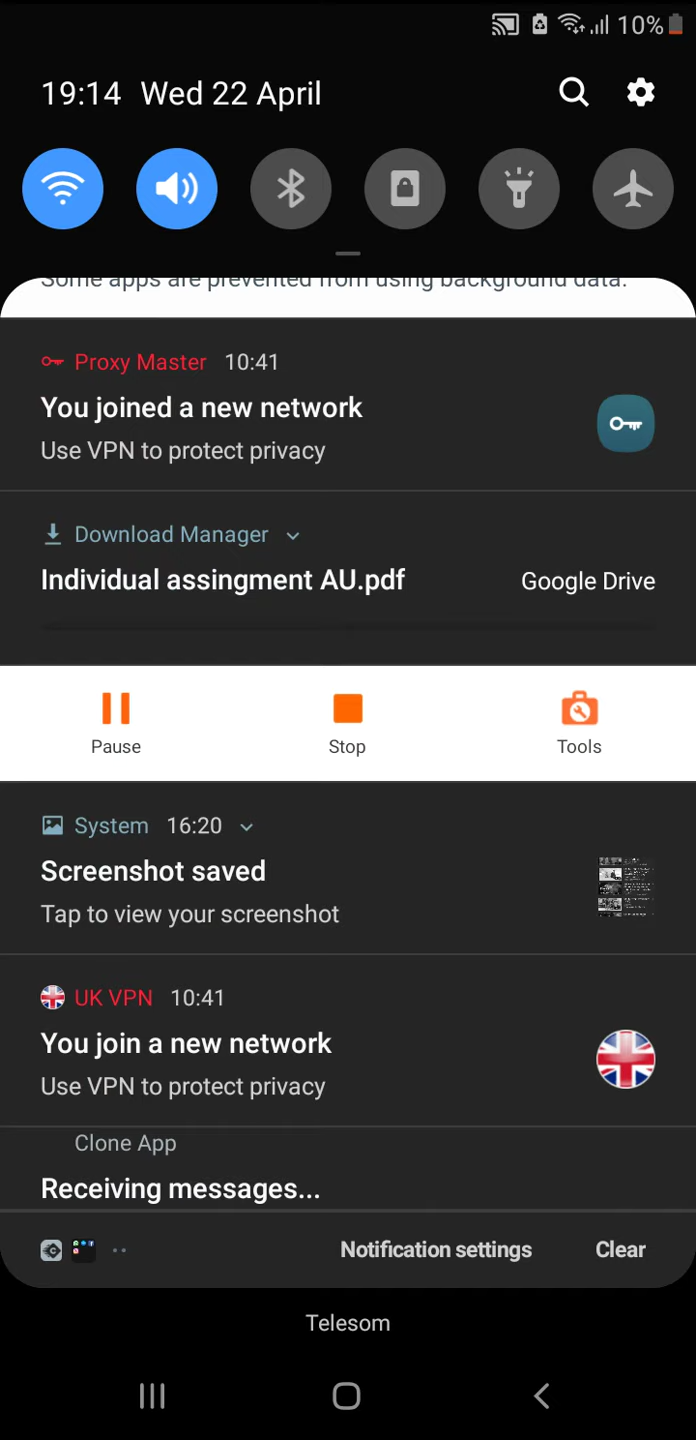 10%
19:14 Wed 22 April
Some apps are prevented from using background data.
Proxy Master 10:41
You joined a new network
Use VPN to protect privacy
Download Manager
Individual assingment AU.pdf Google Drive
Pause Stop Tools
System 16:20
Screenshot saved
Tap to view your screenshot
UK VPN 10:41
You join a new network
Use VPN to protect privacy
Clone App
Receiving messages...
Notification settings Clear
Telesom